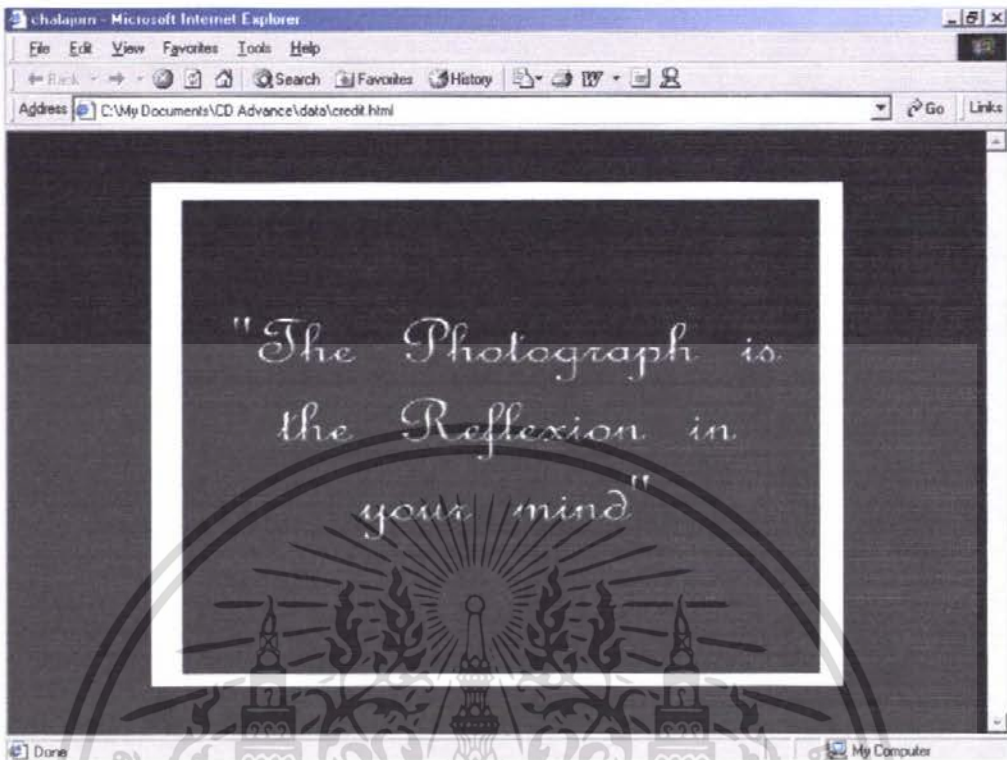 chalajurn - Microsoft Internet Explorer
File Edit View Favorites Tools Help
Back Search Favorites History
Address C:\My Documents\CD Advance\data\credit.html Go Links
"The Photograph is
the Reflexion in
your mind"
Done My Computer